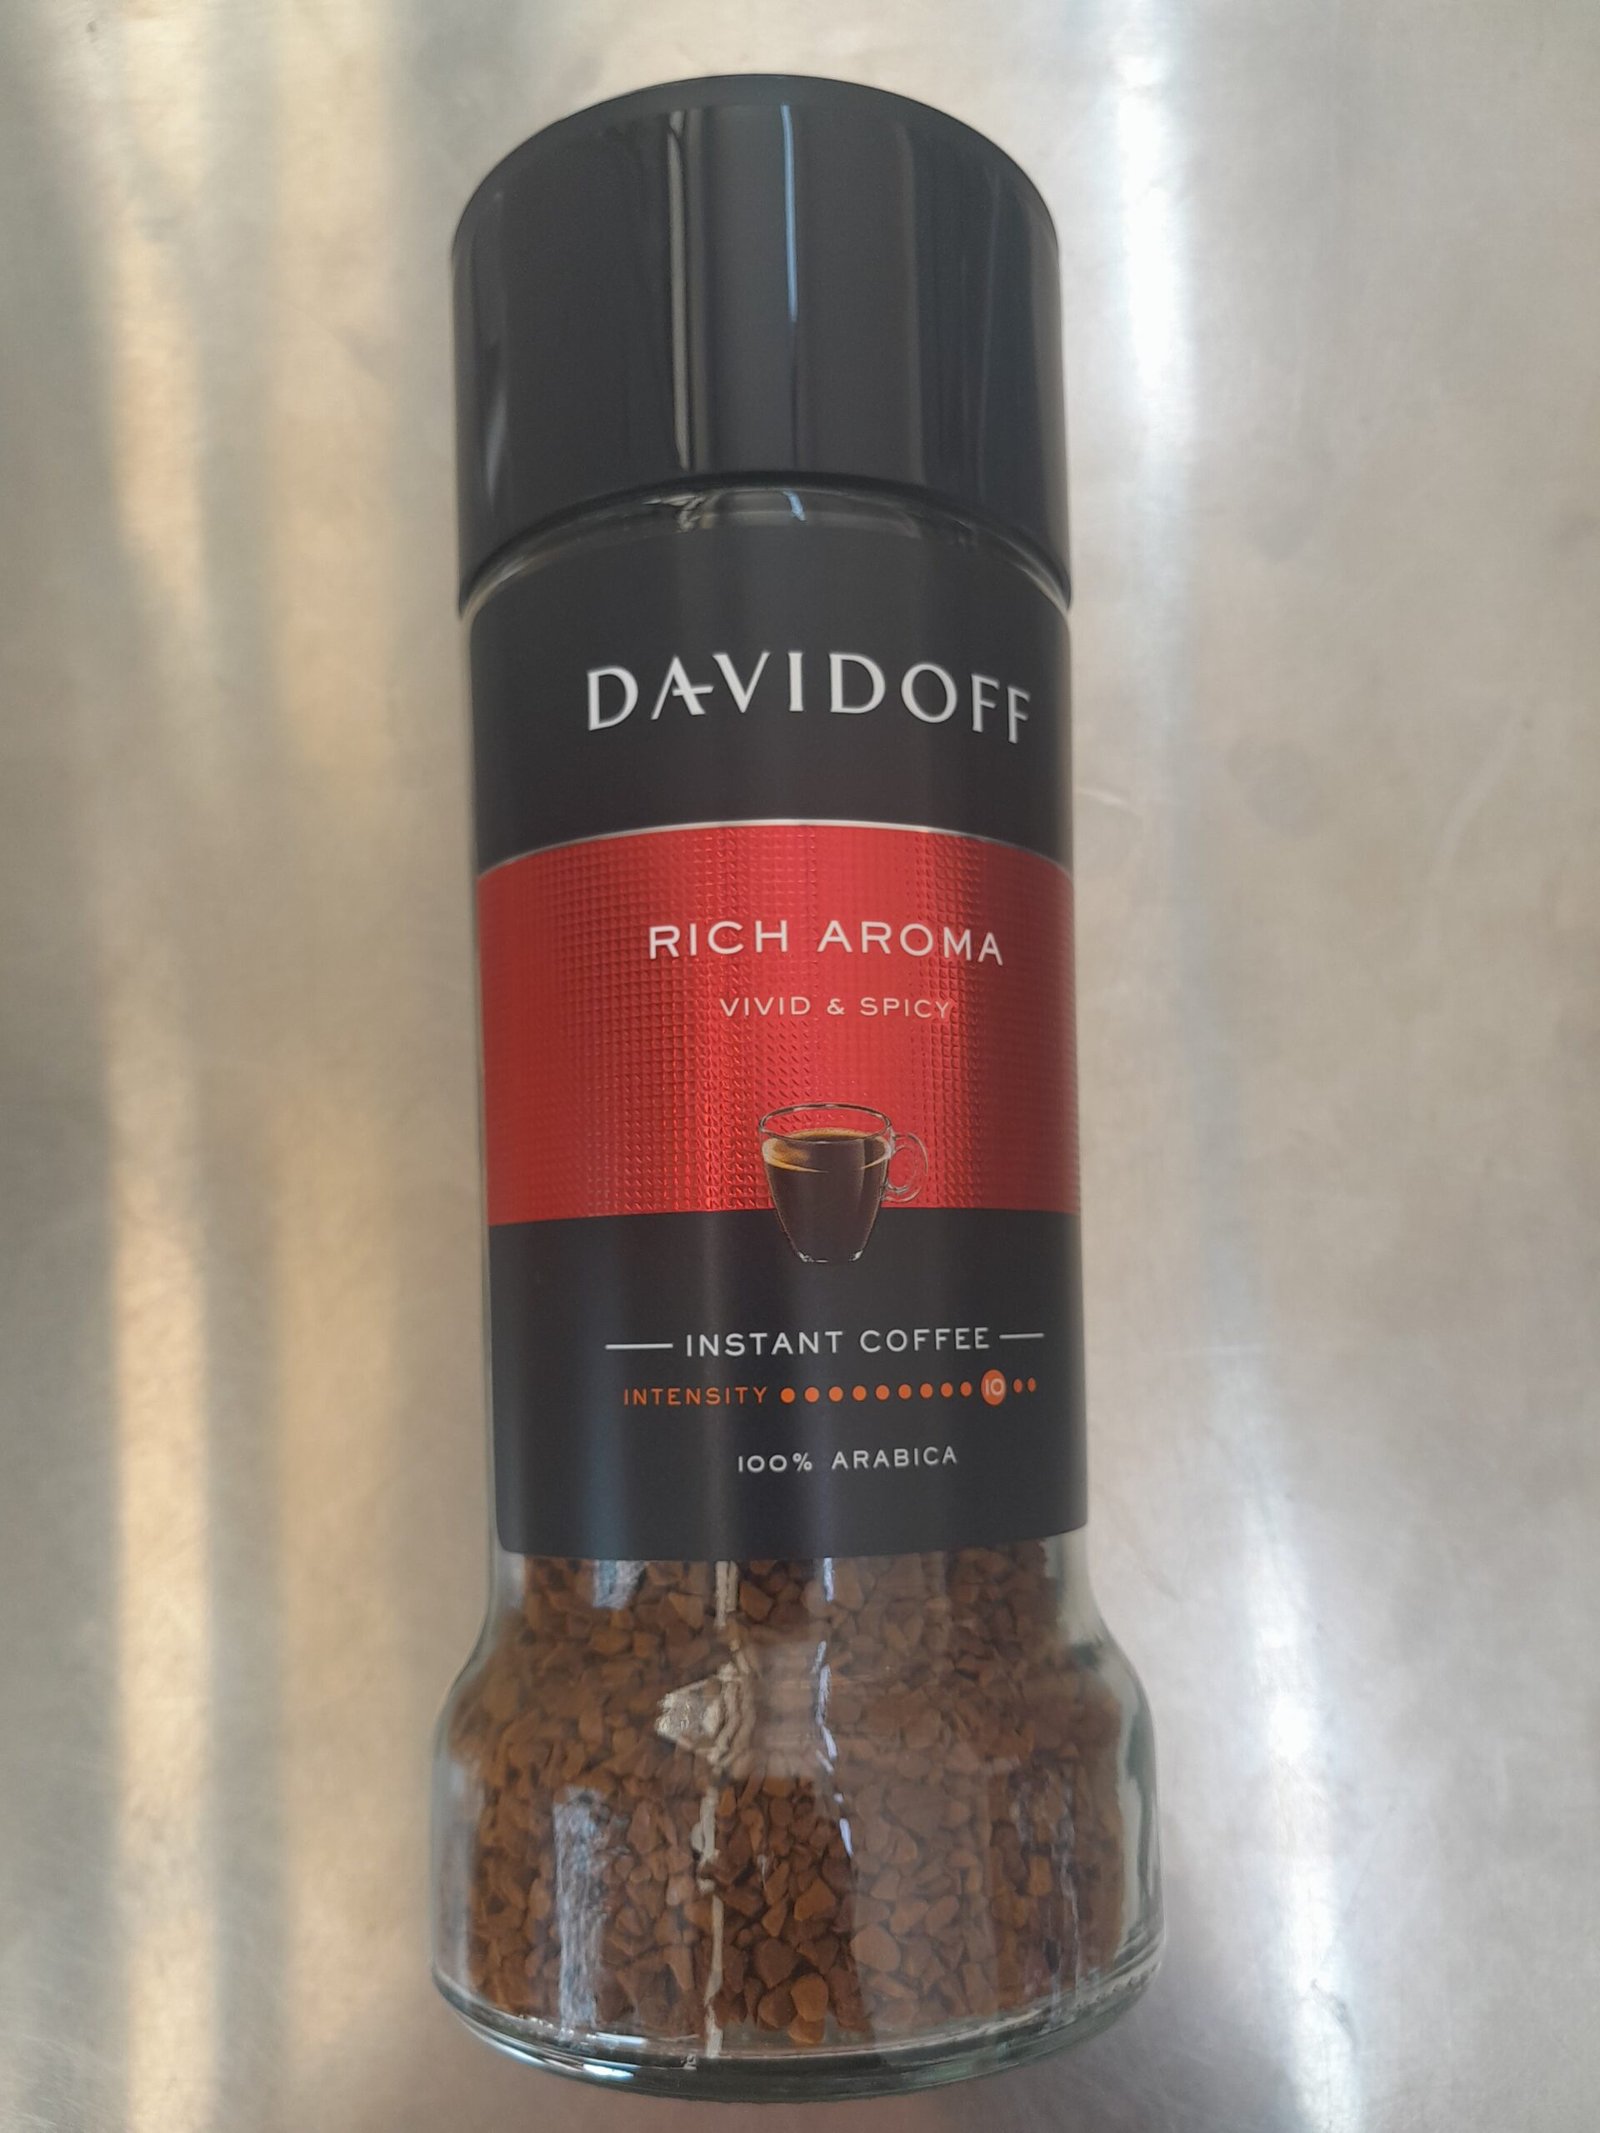 DAVIDOFF
RICH AROMA
VIVID & SPICY
INSTANT COFFEE
INTENSITY 10
100% ARABICA